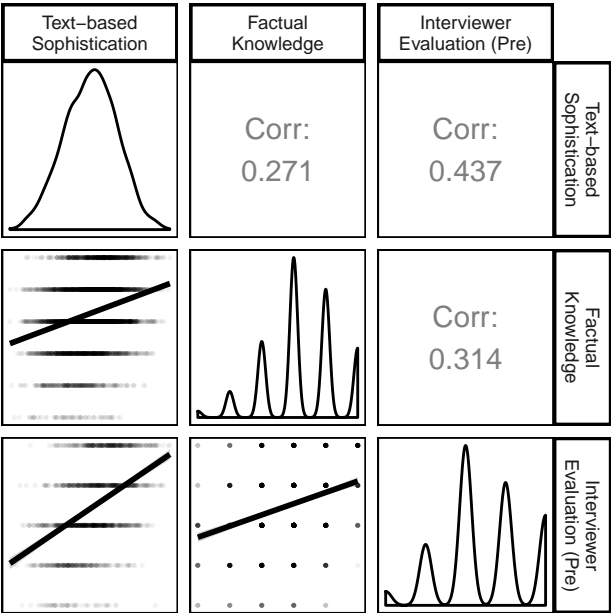 Text−based
Sophistication
Factual
Knowledge
Interviewer
Evaluation (Pre)
Corr:
0.271
Corr:
0.437
Text−based
Sophistication
Corr:
0.314
Factual
Knowledge
Interviewer
Evaluation (Pre)